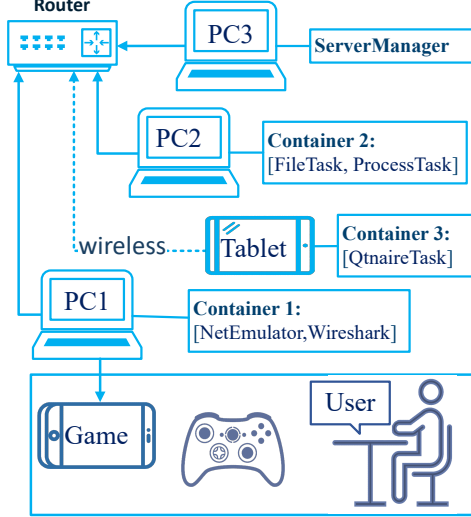 Router
PC3
ServerManager
PC2
Container 2:
[FileTask, ProcessTask]
wireless
Tablet
Container 3:
[QtnaireTask]
PC1
Container 1:
[NetEmulator,Wireshark]
Game
User